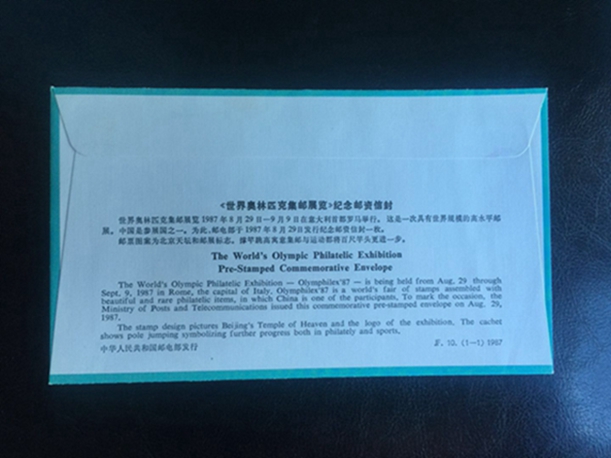 《世界奥林匹克集邮展览》纪念邮资信封
世界奥林匹克集邮展览1987年8月29日—9月9日在意大利首都罗马举行。这是一次具有世界规模的高水平邮
展。中国是参展国之一。为此,邮电部于1987年8月29日发行纪念邮资信封一枚。
邮票图案为北京天坛和邮展标志。撑竿跳高寓意集邮与运动都将百尺竿头更进一步。
The World's Olympic Philatelic Exhibition
Pre-Stamped Commemorative Envelope
The World's Olympic Philatelic Exhibition — Olymphilex'87 — is being held from Aug. 29 through
Sept. 9, 1987 in Rome, the capital of Italy. Olymphilex'87 is a world's fair of stamps assembled with
beautiful and rare philatelic items, in which China is one of the participants. To mark the occasion, the
Ministry of Posts and Telecommunications issued this commemorative pre-stamped envelope on Aug. 29,
1987.
The stamp design pictures Beijing's Temple of Heaven and the logo of the exhibition. The cachet
shows pole jumping symbolizing further progress both in philately and sports.
中华人民共和国邮电部发行 (1-1) 1987